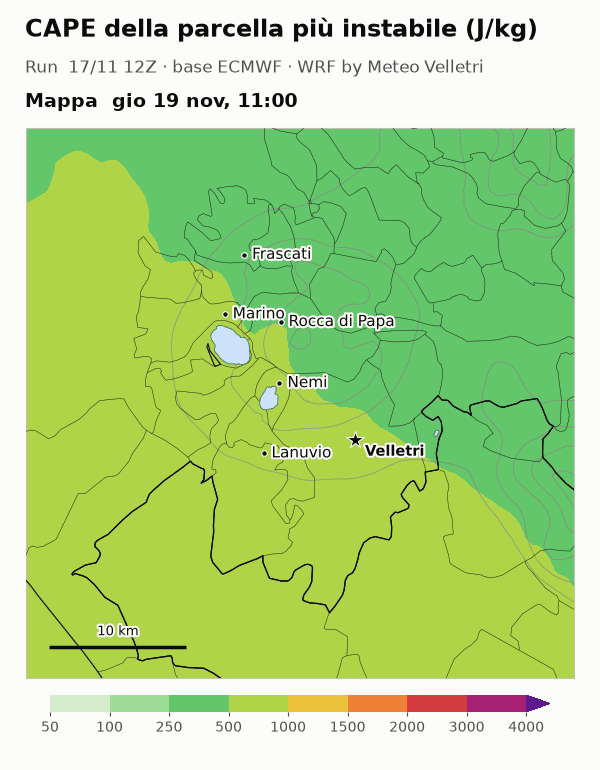 CAPE della parcella più instabile (J/kg)
Run  17/11 12Z · base ECMWF · WRF by Meteo Velletri
Mappa  gio 19 nov, 11:00
Frascati
Marino
Rocca di Papa
Nemi
Velletri
Lanuvio
10 km
50 100 250 500 1000 1500 2000 3000 4000